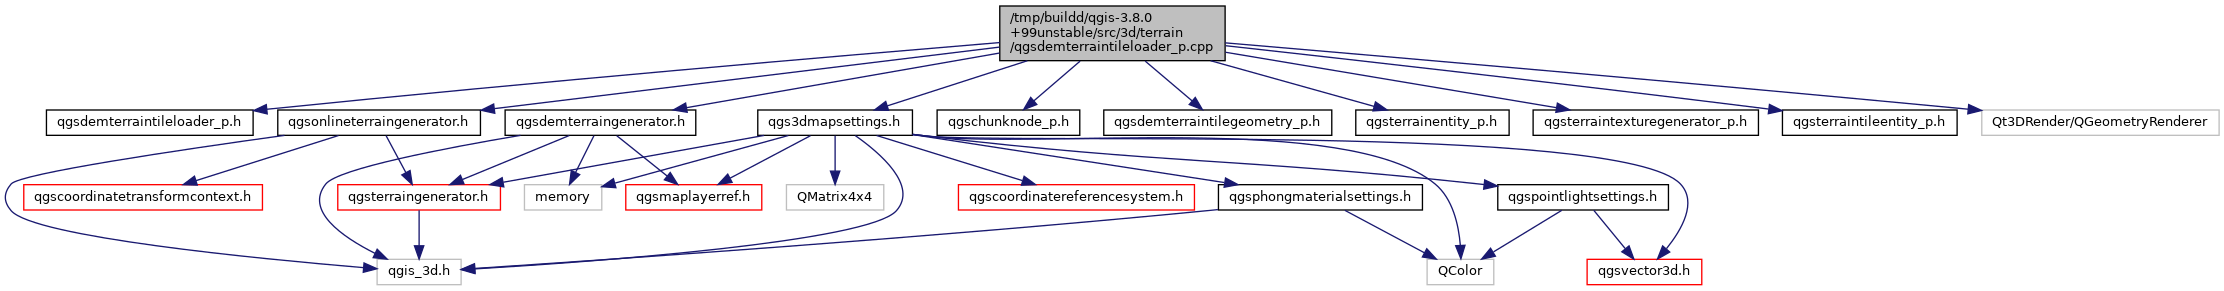 /tmp/buildd/qgis-3.8.0
+99unstable/src/3d/terrain
/qgsdemterraintileloader_p.cpp
qgsdemterraintileloader_p.h
qgsonlineterraingenerator.h
qgsdemterraingenerator.h
qgs3dmapsettings.h
qgschunknode_p.h
qgsdemterraintilegeometry_p.h
qgsterrainentity_p.h
qgsterraintexturegenerator_p.h
qgsterraintileentity_p.h
Qt3DRender/QGeometryRenderer
qgscoordinatetransformcontext.h
qgsterraingenerator.h
memory
qgsmaplayerref.h
QMatrix4x4
qgscoordinatereferencesystem.h
qgsphongmaterialsettings.h
qgspointlightsettings.h
qgis_3d.h
QColor
qgsvector3d.h